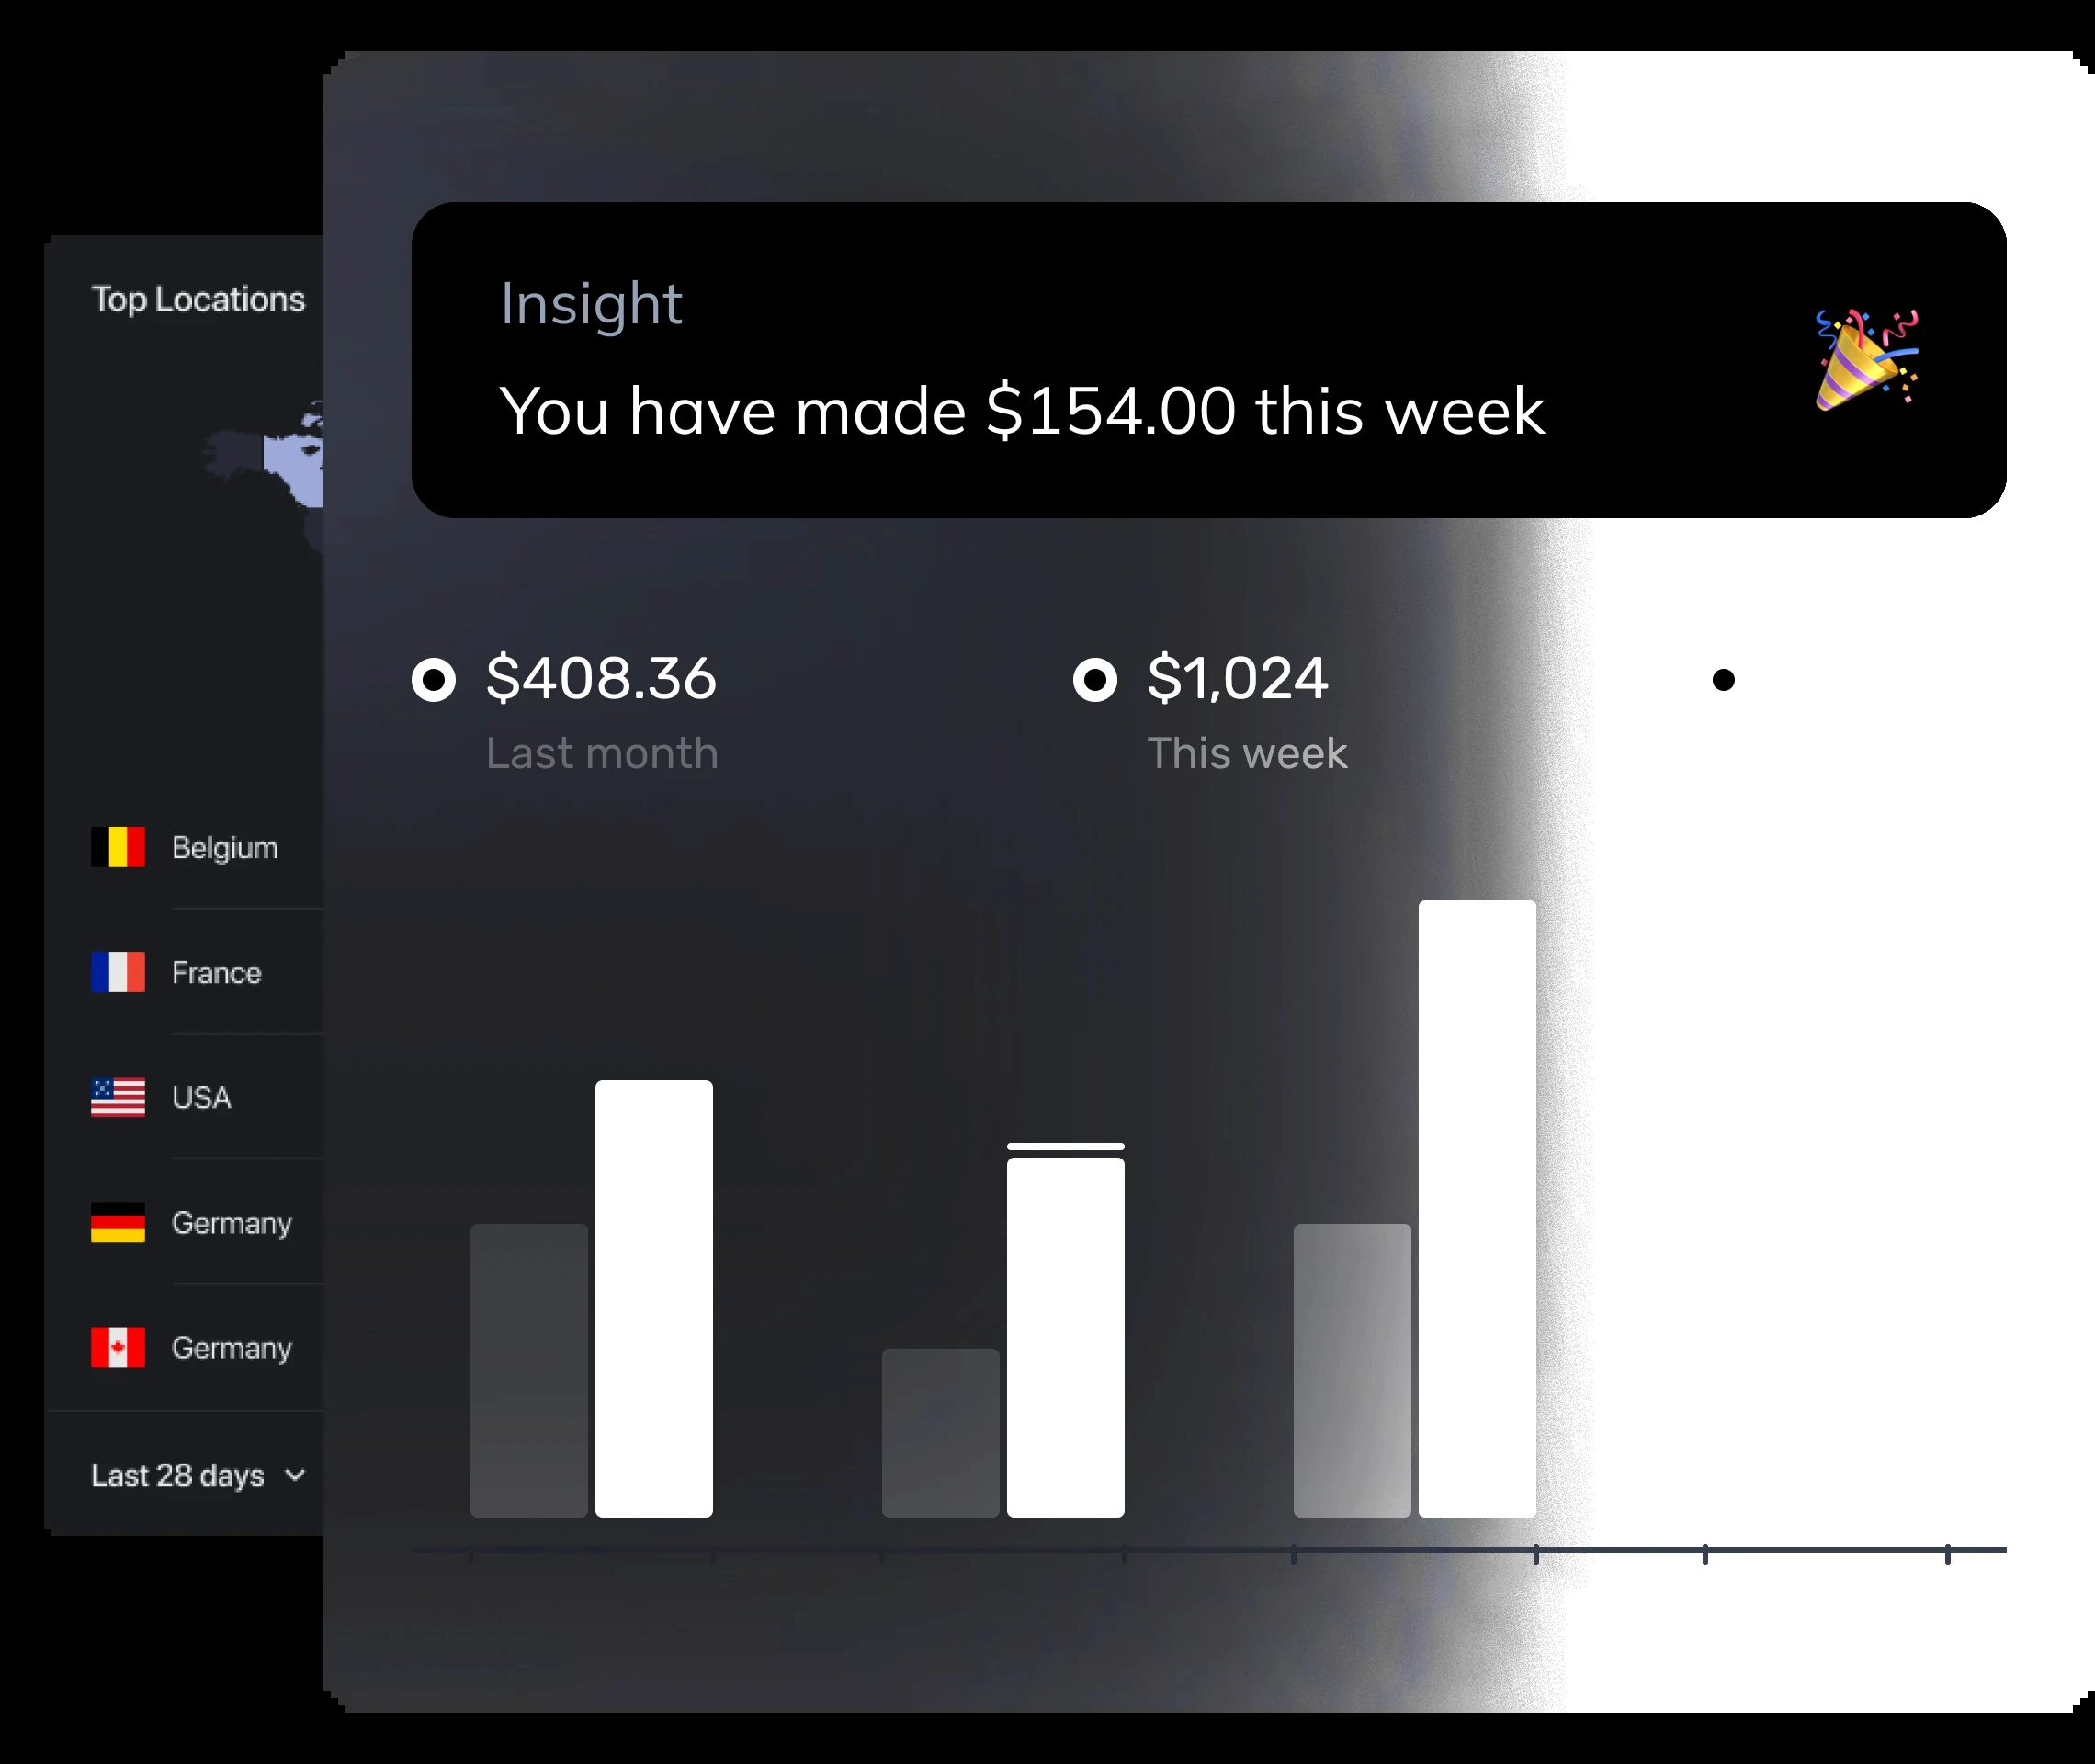 Top Locations
Belgium
France
USA
Germany
Germany
Last 28 days
Insight
You have made $154.00 this week
$408.36
Last month
$1,024
This week